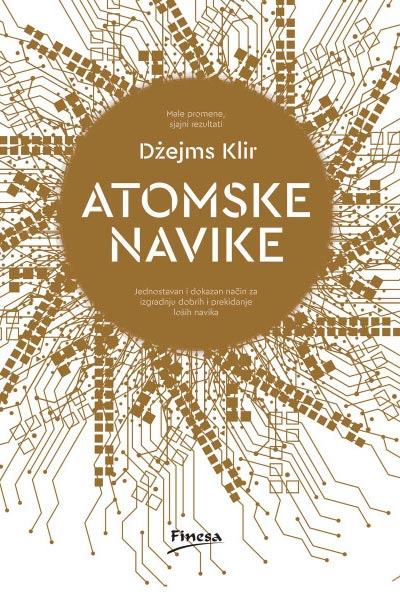 Male promene,
sjajni rezultati
Džejms Klir
ATOMSKE
NAVIKE
Jednostavan i dokazan način za
izgradnju dobrih i prekidanje
loših navika
Finesa